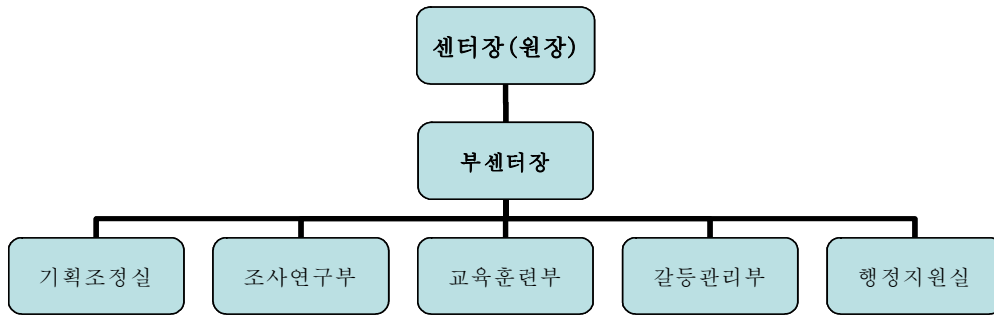 센터장(원장)
부센터장
기획조정실
조사연구부
교육훈련부
갈등관리부
행정지원실